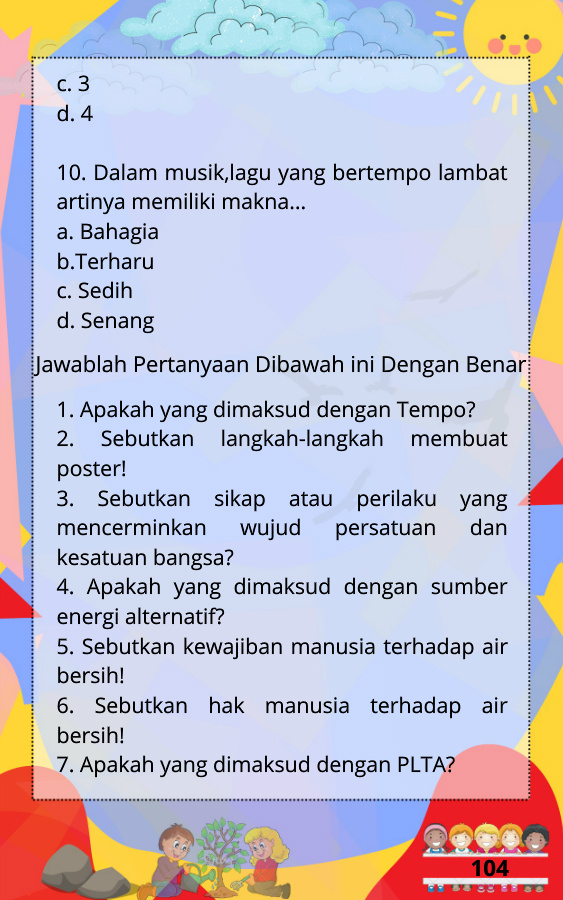 c. 3
d. 4
10. Dalam musik,lagu yang bertempo lambat
artinya memiliki makna...
a. Bahagia
b.Terharu
c. Sedih
d. Senang
Jawablah Pertanyaan Dibawah ini Dengan Benar
1. Apakah yang dimaksud dengan Tempo?
2. Sebutkan langkah-langkah membuat
poster!
3. Sebutkan sikap atau perilaku yang
mencerminkan wujud persatuan dan
kesatuan bangsa?
4. Apakah yang dimaksud dengan sumber
energi alternatif?
5. Sebutkan kewajiban manusia terhadap air
bersih!
6. Sebutkan hak manusia terhadap air
bersih!
7. Apakah yang dimaksud dengan PLTA?
104